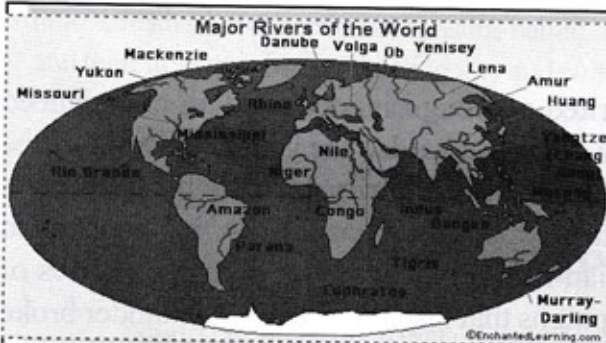 Major Rivers of the World
Danube Volga Ob Yenisey
Mackenzie
Lena
Yukon
Amur
Missouri
Rhine
Huang
Mississippi
Yangtze
(Chang
Nile
Rio Grande
Niger
Amazon
Congo
Indus
Ganges
Parana
Tigris
Euphrates
Murray-
Darling
©EnchantedLearning.com